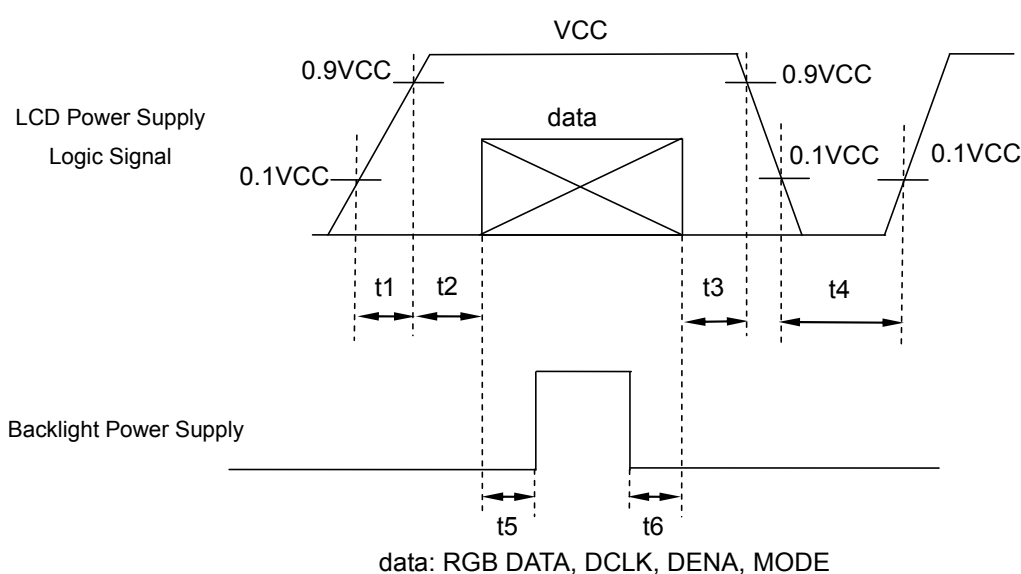 VCC
0.9VCC
0.9VCC
LCD Power Supply
Logic Signal
data
0.1VCC
0.1VCC
0.1VCC
t1
t2
t3
t4
Backlight Power Supply
t5
t6
data: RGB DATA, DCLK, DENA, MODE